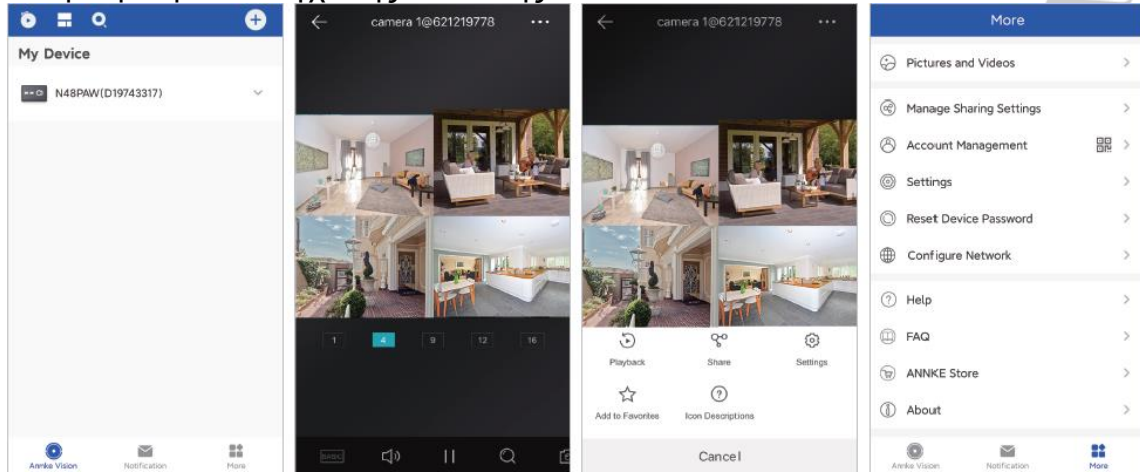 My Device
N48PAW(D19743317)
Annke Vision
Notification
More
camera 1@621219778
1
4
9
12
16
BASIC
camera 1@621219778
Playback
Share
Settings
Add to Favorites
Icon Descriptions
Cancel
More
Pictures and Videos
Manage Sharing Settings
Account Management
Settings
Reset Device Password
Configure Network
Help
FAQ
ANNKE Store
About
Annke Vision
Notification
More